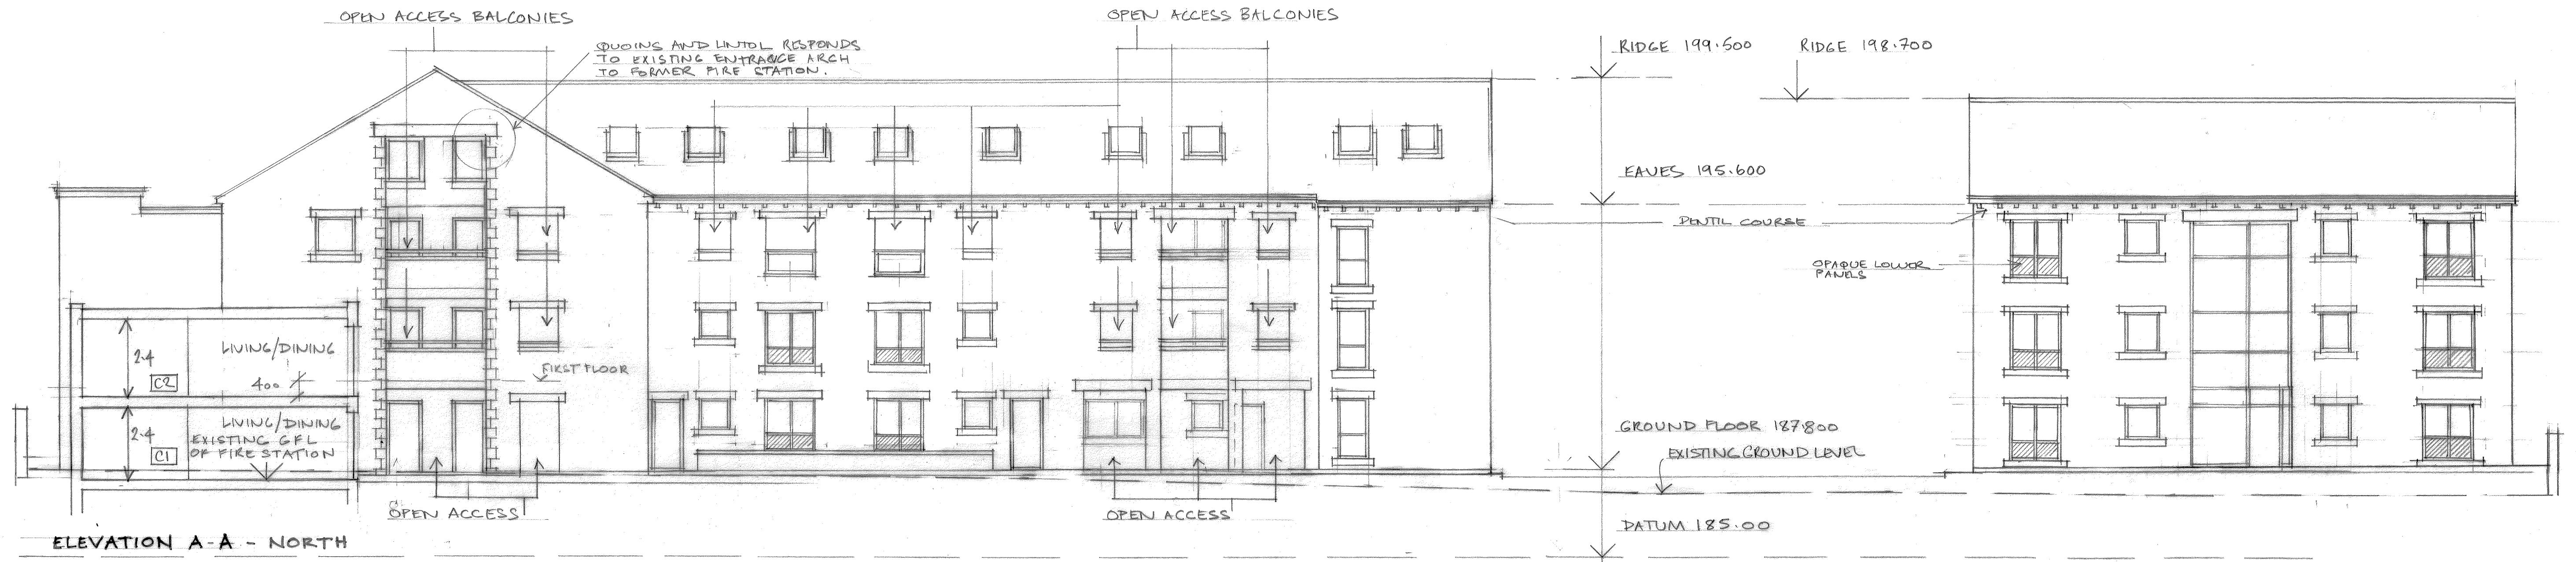 OPEN ACCESS BALCONIES
OPEN ACCESS BALCONIES
QUOINS AND LINTOL RESPONDS
TO EXISTING ENTRANCE ARCH
TO FORMER FIRE STATION.
RIDGE 199.500
RIDGE 198.700
EAVES 195.600
DENTIL COURSE
OPAQUE LOWER
PANELS
2.4
C2
LIVING/DINING
400
FIRST FLOOR
2.4
C1
LIVING/DINING
EXISTING GFL
OF FIRE STATION
GROUND FLOOR 187.800
EXISTING GROUND LEVEL
OPEN ACCESS
OPEN ACCESS
DATUM 185.00
ELEVATION A-A - NORTH